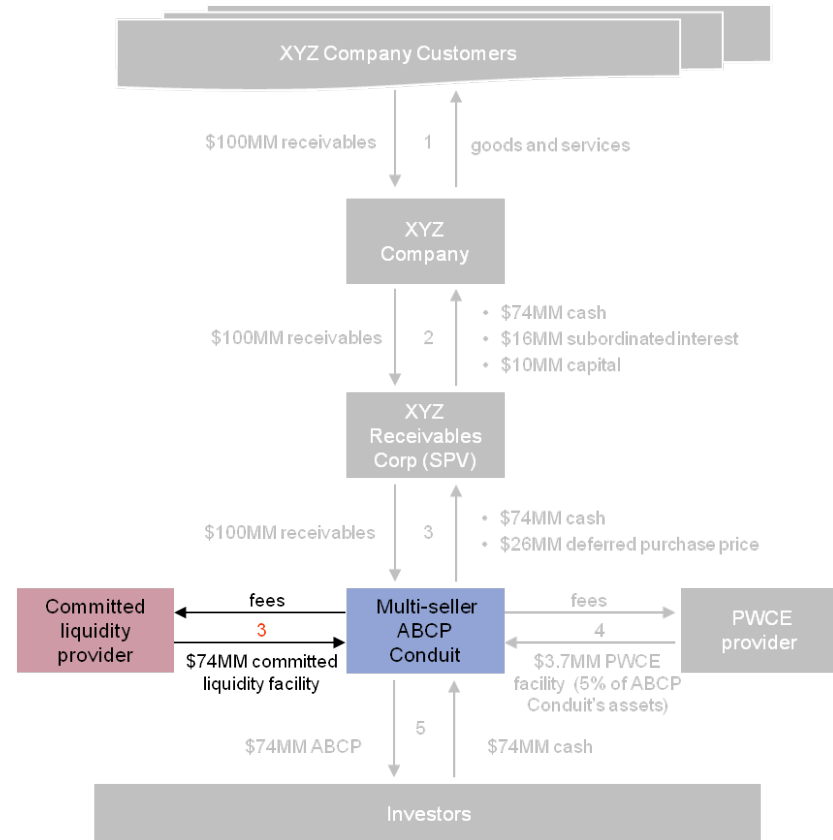 XYZ Company Customers
$100MM receivables
1
goods and services
XYZ
Company
$100MM receivables
2
• $74MM cash
• $16MM subordinated interest
• $10MM capital
XYZ
Receivables
Corp (SPV)
$100MM receivables
3
• $74MM cash
• $26MM deferred purchase price
Committed
liquidity
provider
fees
3
$74MM committed
liquidity facility
Multi-seller
ABCP
Conduit
fees
4
$3.7MM PWCE
facility (5% of ABCP
Conduit's assets)
PWCE
provider
$74MM ABCP
5
$74MM cash
Investors